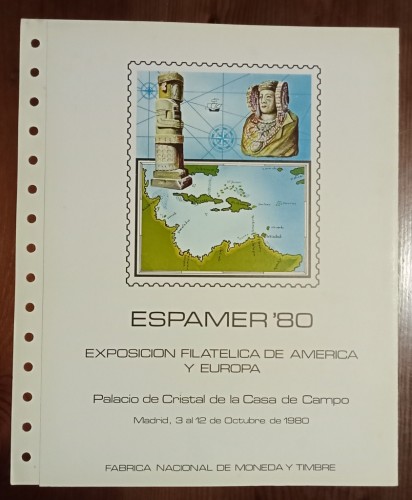 ESPAMER '80
EXPOSICION FILATELICA DE AMERICA
Y EUROPA
Palacio de Cristal de la Casa de Campo
Madrid, 3 al 12 de Octubre de 1980
FABRICA NACIONAL DE MONEDA Y TIMBRE